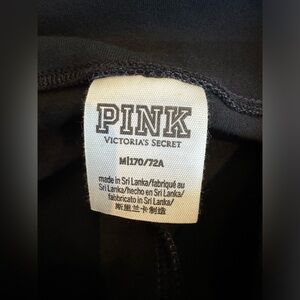 PINK
VICTORIA'S SECRET
M|170/72A
made in Sri Lanka/fabriqué au
Sri Lanka/hecho en Sri Lanka/
fabbricato in Sri Lanka/
斯里兰卡制造